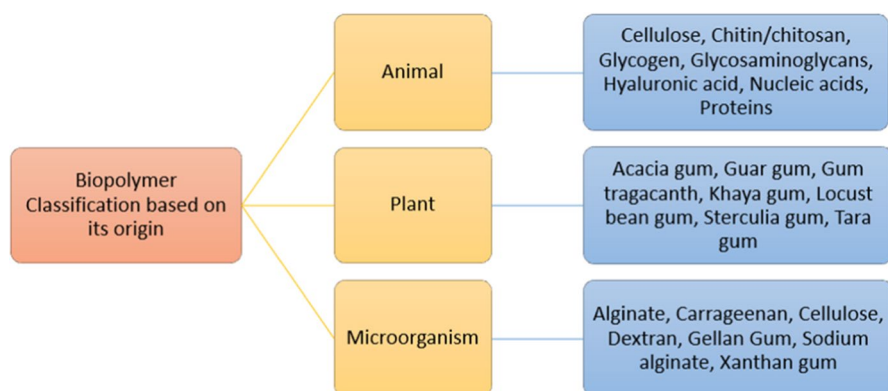 Biopolymer
Classification based on
its origin
Animal
Cellulose, Chitin/chitosan,
Glycogen, Glycosaminoglycans,
Hyaluronic acid, Nucleic acids,
Proteins
Plant
Acacia gum, Guar gum, Gum
tragacanth, Khaya gum, Locust
bean gum, Sterculia gum, Tara
gum
Microorganism
Alginate, Carrageenan, Cellulose,
Dextran, Gellan Gum, Sodium
alginate, Xanthan gum